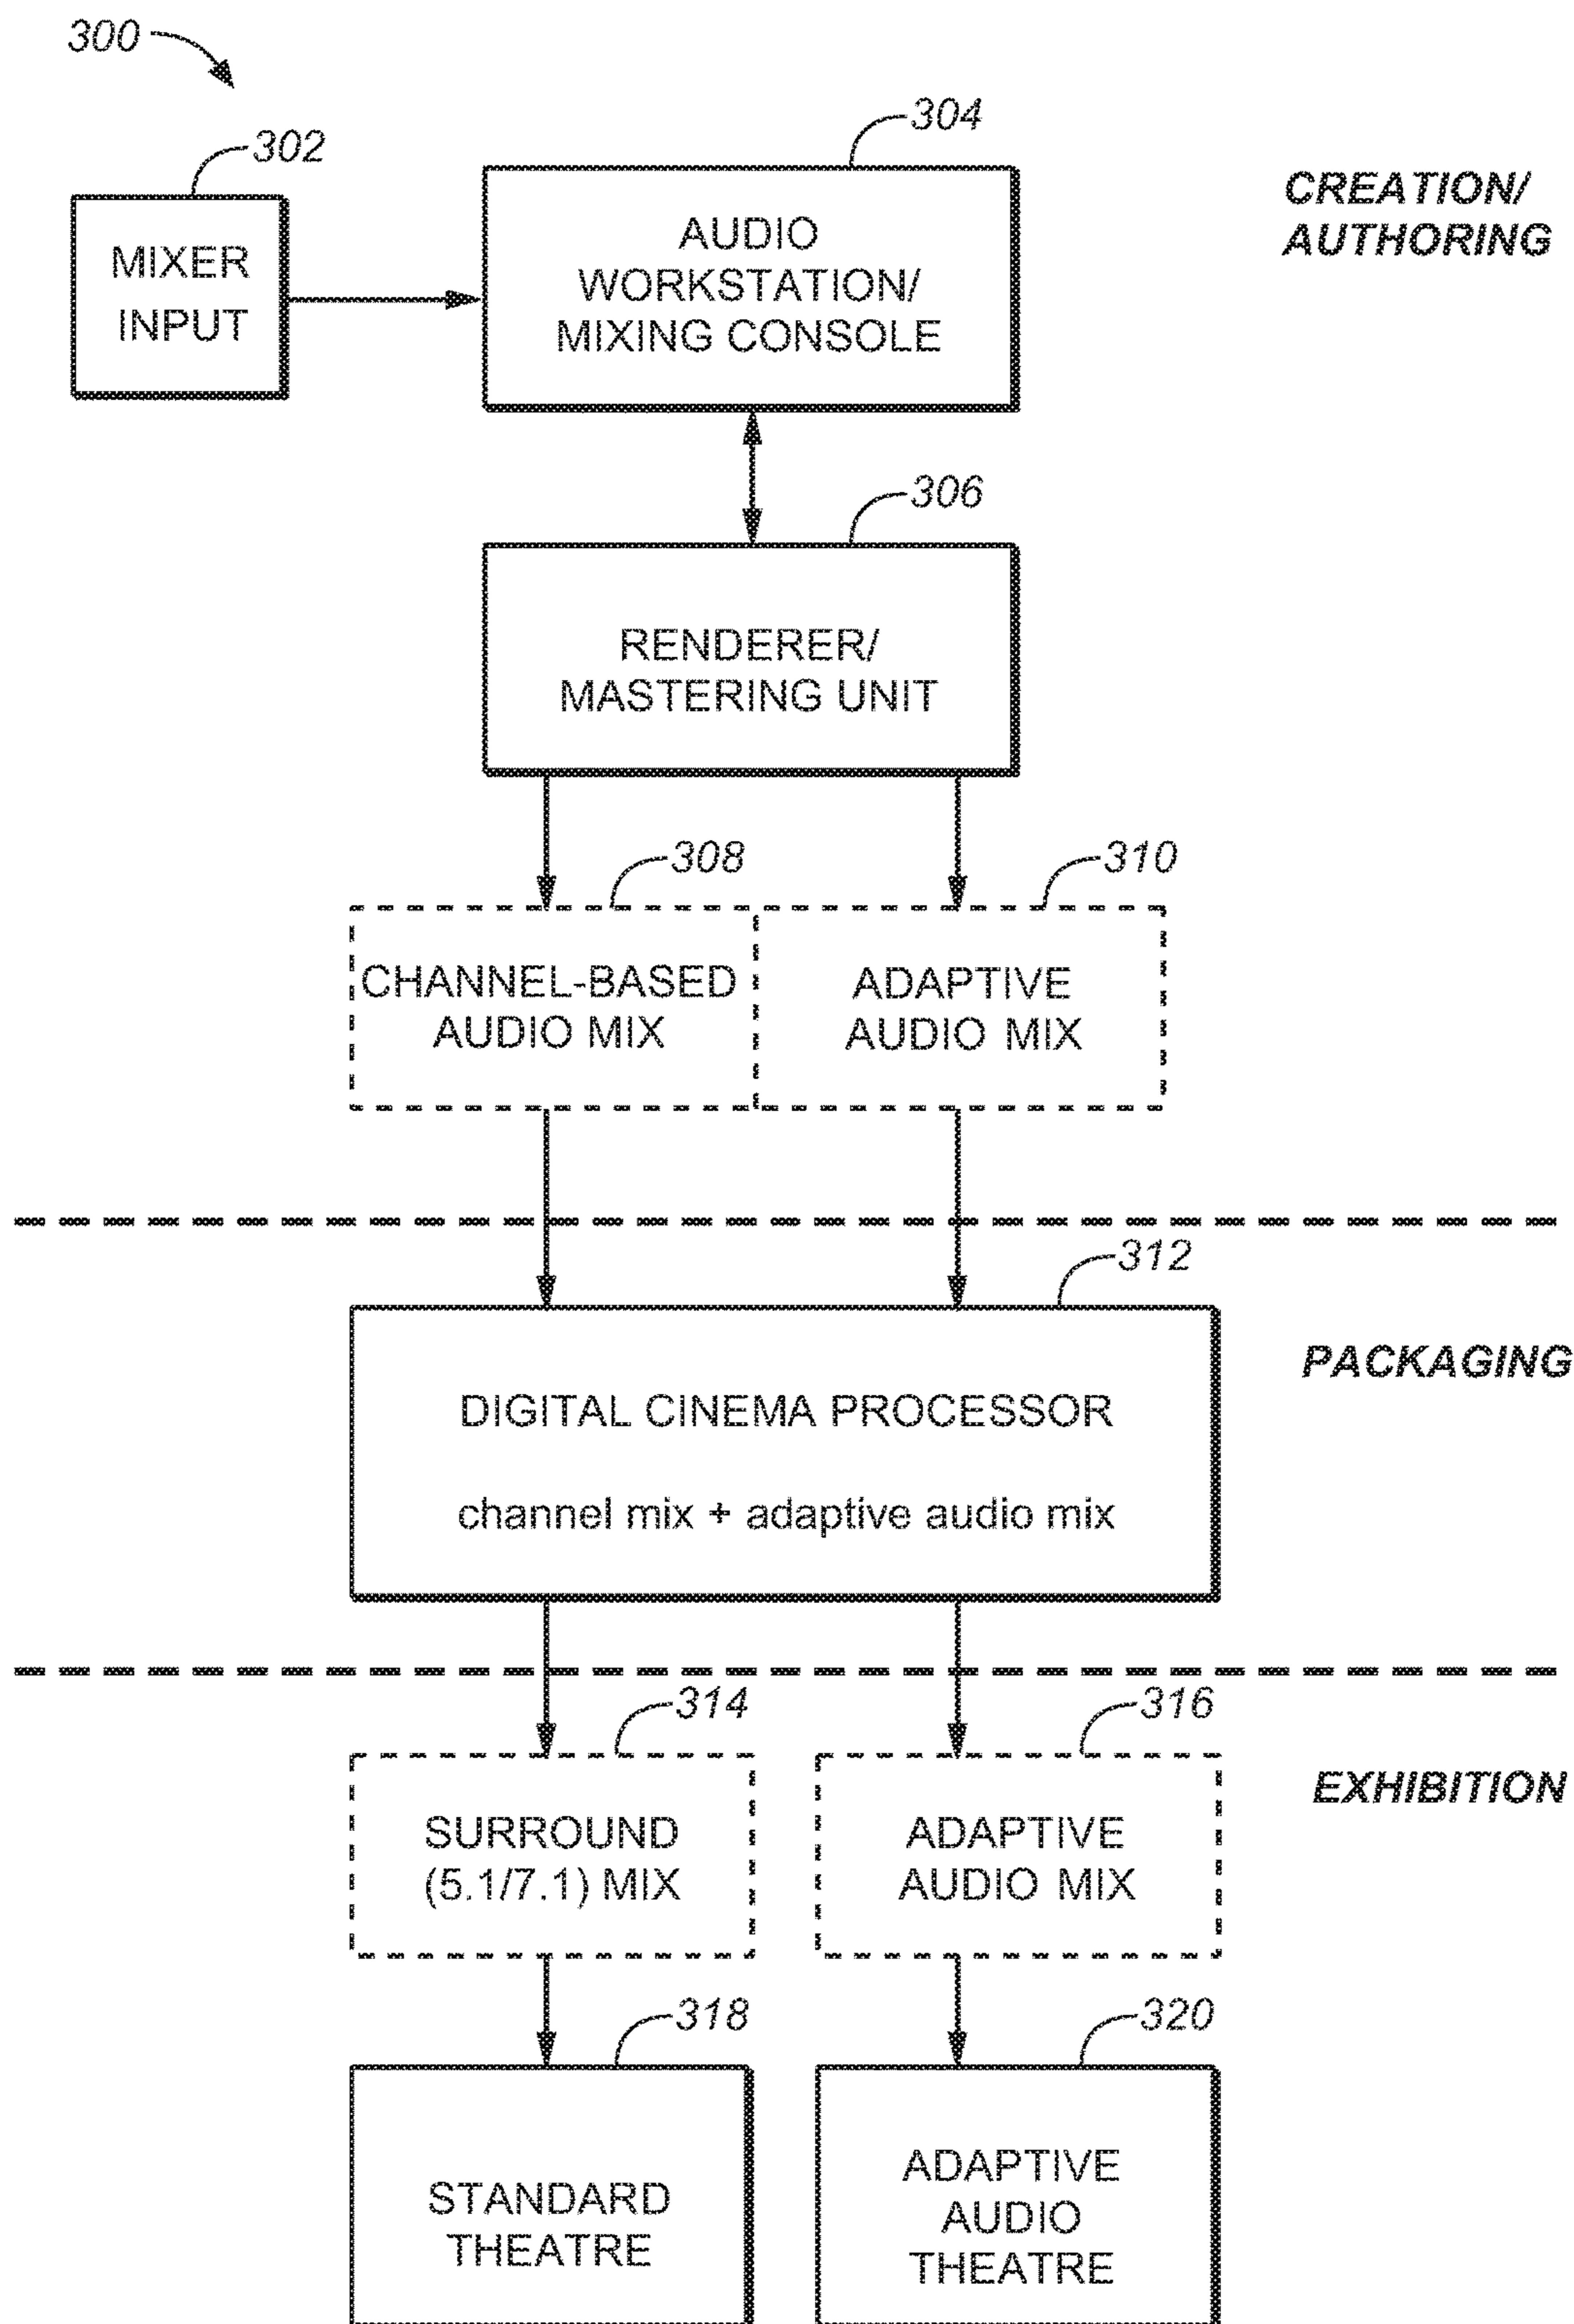 300
302
304
MIXER
INPUT
AUDIO
WORKSTATION/
MIXING CONSOLE
CREATION/
AUTHORING
306
RENDERER/
MASTERING UNIT
308
310
CHANNEL-BASED
AUDIO MIX
ADAPTIVE
AUDIO MIX
312
DIGITAL CINEMA PROCESSOR
channel mix + adaptive audio mix
PACKAGING
314
316
SURROUND
(5.1/7.1) MIX
ADAPTIVE
AUDIO MIX
EXHIBITION
318
320
STANDARD
THEATRE
ADAPTIVE
AUDIO
THEATRE